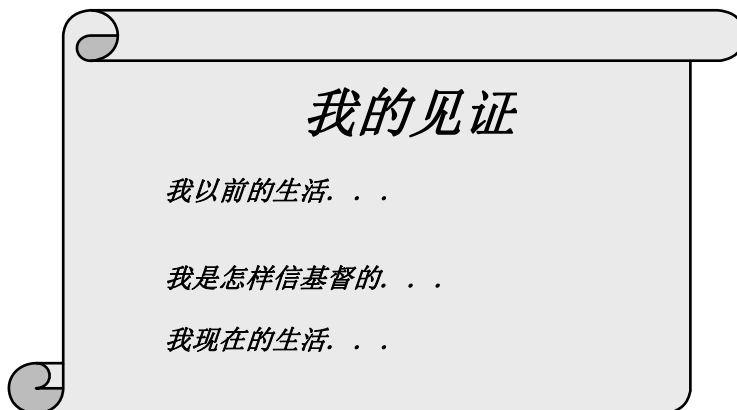 我的见证
我以前的生活. . .
我是怎样信基督的. . .
我现在的生活. . .